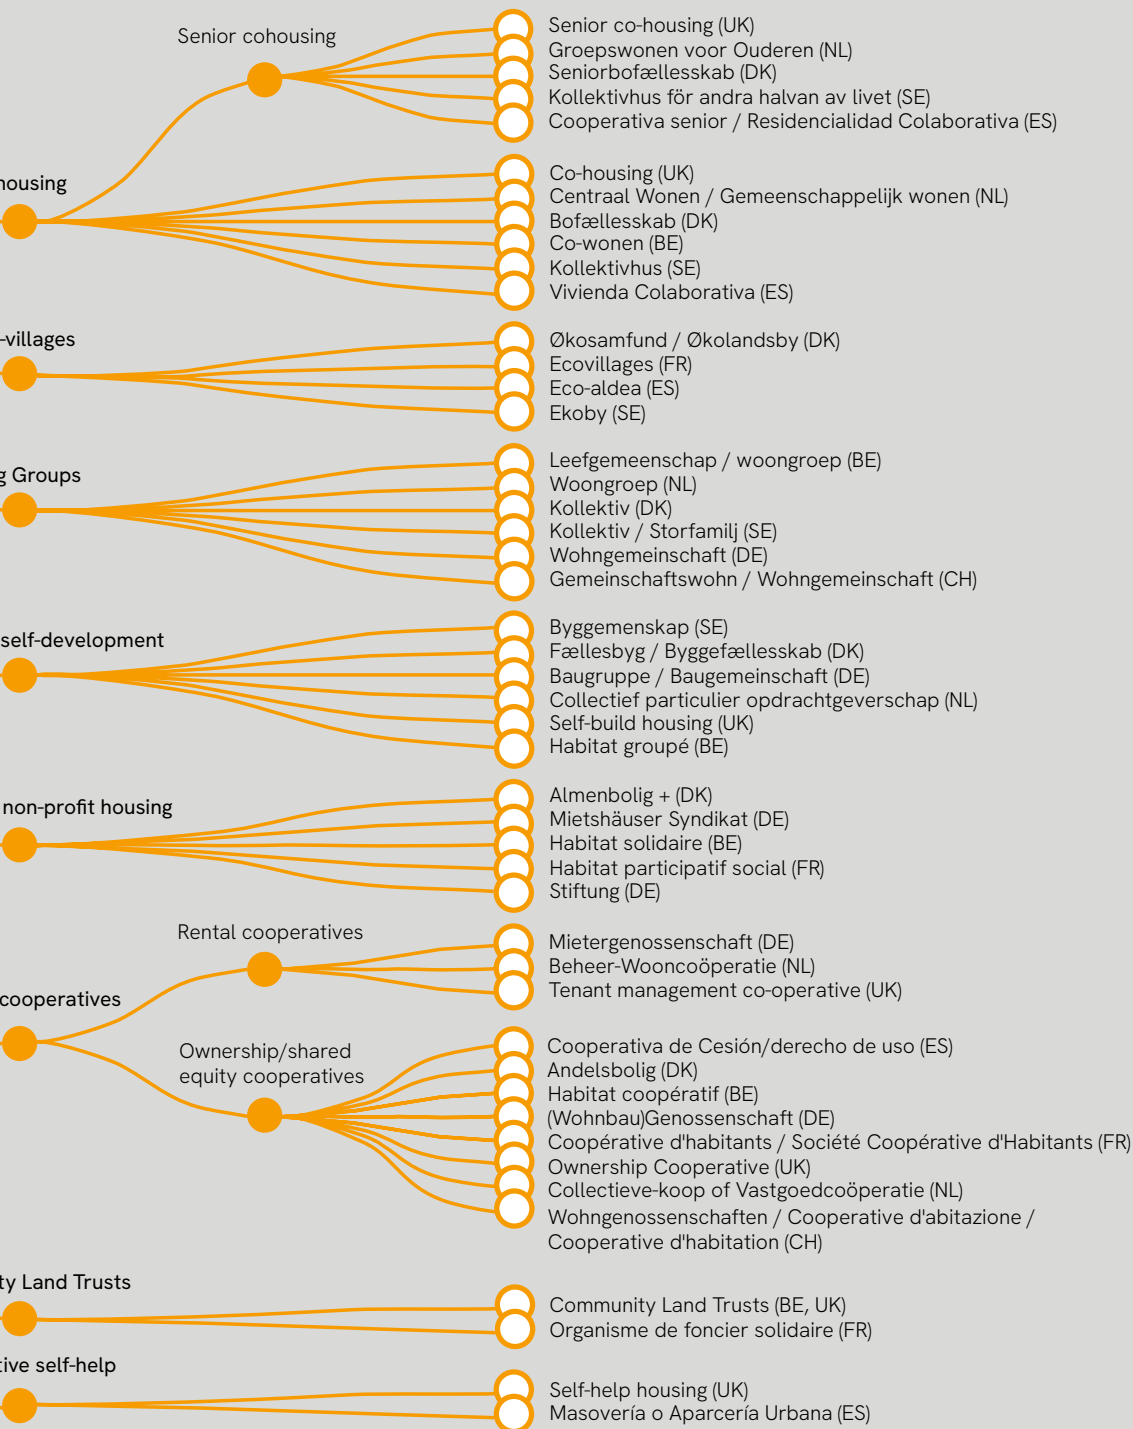 Senior cohousing
Senior co-housing (UK)
Groepswonen voor Ouderen (NL)
Seniorbofællesskab (DK)
Kollektivhus för andra halvan av livet (SE)
Cooperativa senior / Residencialidad Colaborativa (ES)
housing
Co-housing (UK)
Centraal Wonen / Gemeenschappelijk wonen (NL)
Bofællesskab (DK)
Co-wonen (BE)
Kollektivhus (SE)
Vivienda Colaborativa (ES)
-villages
Økosamfund / Økolandsby (DK)
Ecovillages (FR)
Eco-aldea (ES)
Ekoby (SE)
g Groups
Leefgemeenschap / woongroep (BE)
Woongroep (NL)
Kollektiv (DK)
Kollektiv / Storfamilj (SE)
Wohngemeinschaft (DE)
Gemeinschaftswohn / Wohngemeinschaft (CH)
self-development
Byggemenskap (SE)
Fællesbyg / Byggefællesskab (DK)
Baugruppe / Baugemeinschaft (DE)
Collectief particulier opdrachtgeverschap (NL)
Self-build housing (UK)
Habitat groupé (BE)
non-profit housing
Almenbolig + (DK)
Mietshäuser Syndikat (DE)
Habitat solidaire (BE)
Habitat participatif social (FR)
Stiftung (DE)
cooperatives
Rental cooperatives
Mietergenossenschaft (DE)
Beheer-Wooncoöperatie (NL)
Tenant management co-operative (UK)
Ownership/shared
equity cooperatives
Cooperativa de Cesión/derecho de uso (ES)
Andelsbolig (DK)
Habitat coopératif (BE)
(Wohnbau)Genossenschaft (DE)
Coopérative d'habitants / Société Coopérative d'Habitants (FR)
Ownership Cooperative (UK)
Collectieve-koop of Vastgoedcoöperatie (NL)
Wohngenossenschaften / Cooperative d'abitazione /
Cooperative d'habitation (CH)
ty Land Trusts
Community Land Trusts (BE, UK)
Organisme de foncier solidaire (FR)
tive self-help
Self-help housing (UK)
Masovería o Aparcería Urbana (ES)